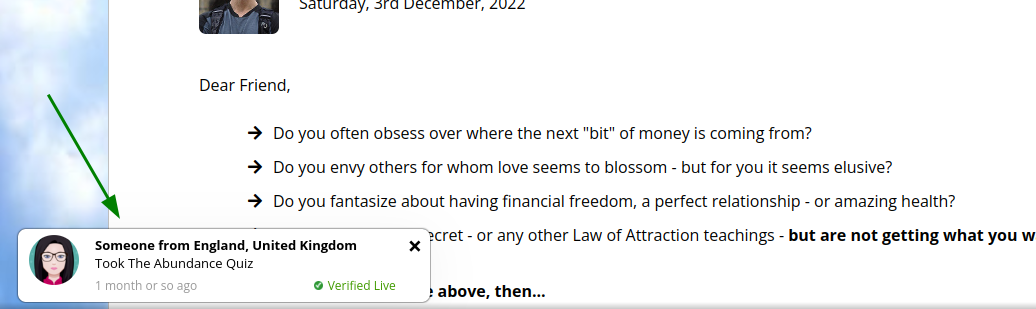 Saturday, 3rd December, 2022
Dear Friend,
Do you often obsess over where the next "bit" of money is coming from?
Do you envy others for whom love seems to blossom - but for you it seems elusive?
Do you fantasize about having financial freedom, a perfect relationship - or amazing health?
ecret - or any other Law of Attraction teachings - but are not getting what you w
above, then...
Someone from England, United Kingdom
Took The Abundance Quiz
1 month or so ago
Verified Live